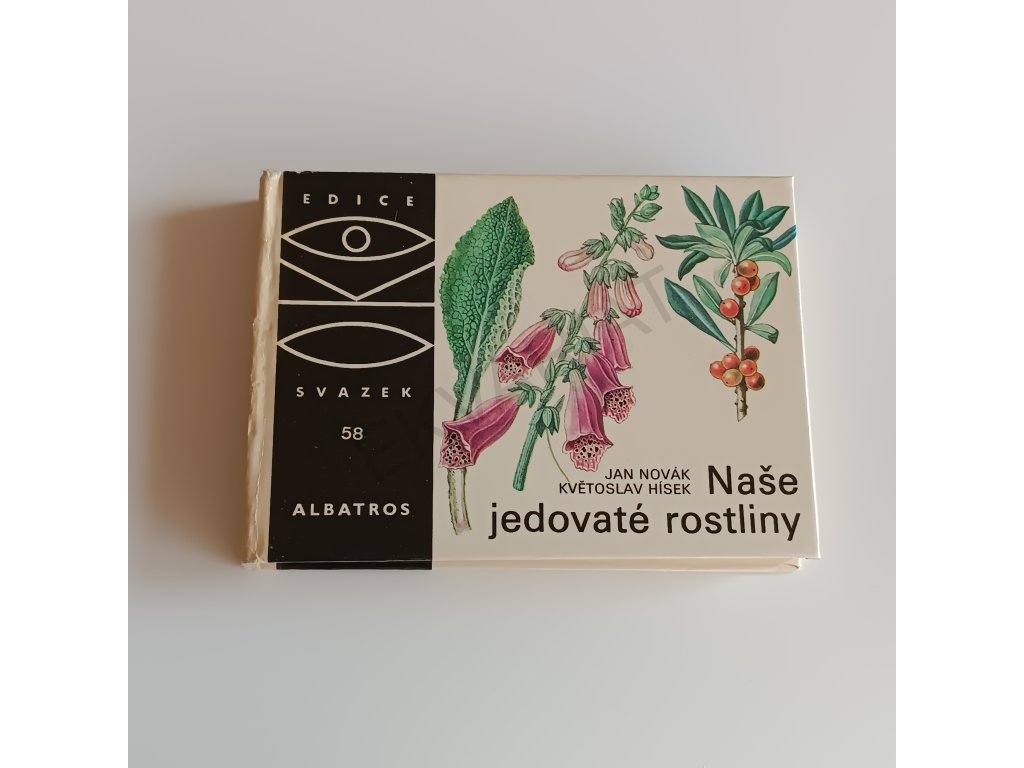 EDICE
SVAZEK
58
ALBATROS
JAN NOVÁK
KVĚTOSLAV HÍSEK
Naše
jedovaté rostliny